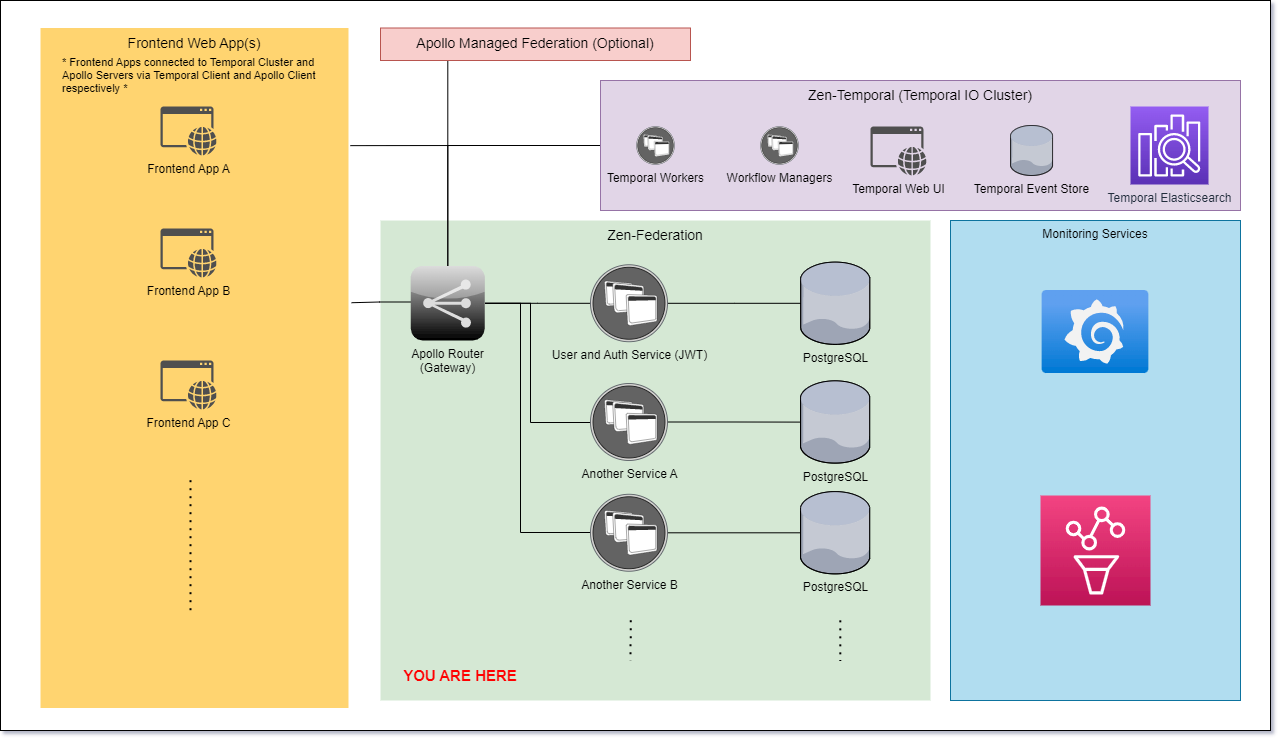 Frontend Web App(s)
* Frontend Apps connected to Temporal Cluster and
Apollo Servers via Temporal Client and Apollo Client
respectively *
Frontend App A
Frontend App B
Frontend App C
Apollo Managed Federation (Optional)
Zen-Temporal (Temporal IO Cluster)
Temporal Workers
Workflow Managers
Temporal Web UI
Temporal Event Store
Temporal Elasticsearch
Zen-Federation
Apollo Router
(Gateway)
User and Auth Service (JWT)
PostgreSQL
Another Service A
PostgreSQL
Another Service B
PostgreSQL
YOU ARE HERE
Monitoring Services